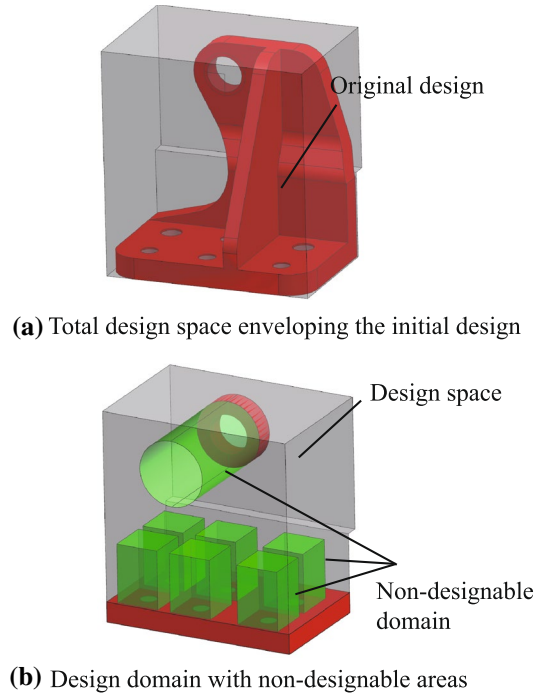 Original design
(a) Total design space enveloping the initial design
Design space
Non-designable
domain
(b) Design domain with non-designable areas